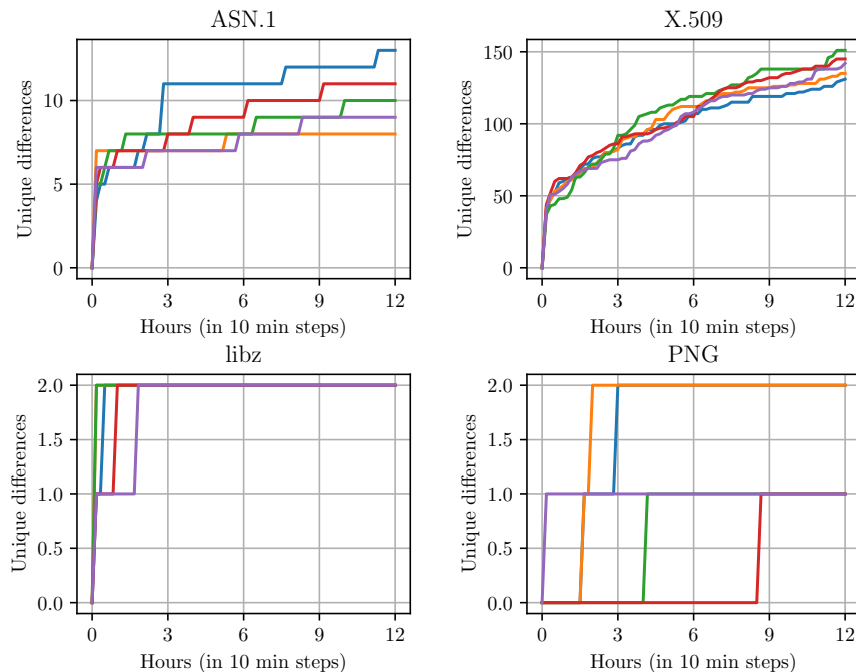 ASN.1
X.509
Unique differences
10
5
0
0 3 6 9 12
Hours (in 10 min steps)
Unique differences
150
100
50
0
0 3 6 9 12
Hours (in 10 min steps)
libz
PNG
Unique differences
2.0
1.5
1.0
0.5
0.0
0 3 6 9 12
Hours (in 10 min steps)
Unique differences
2.0
1.5
1.0
0.5
0.0
0 3 6 9 12
Hours (in 10 min steps)